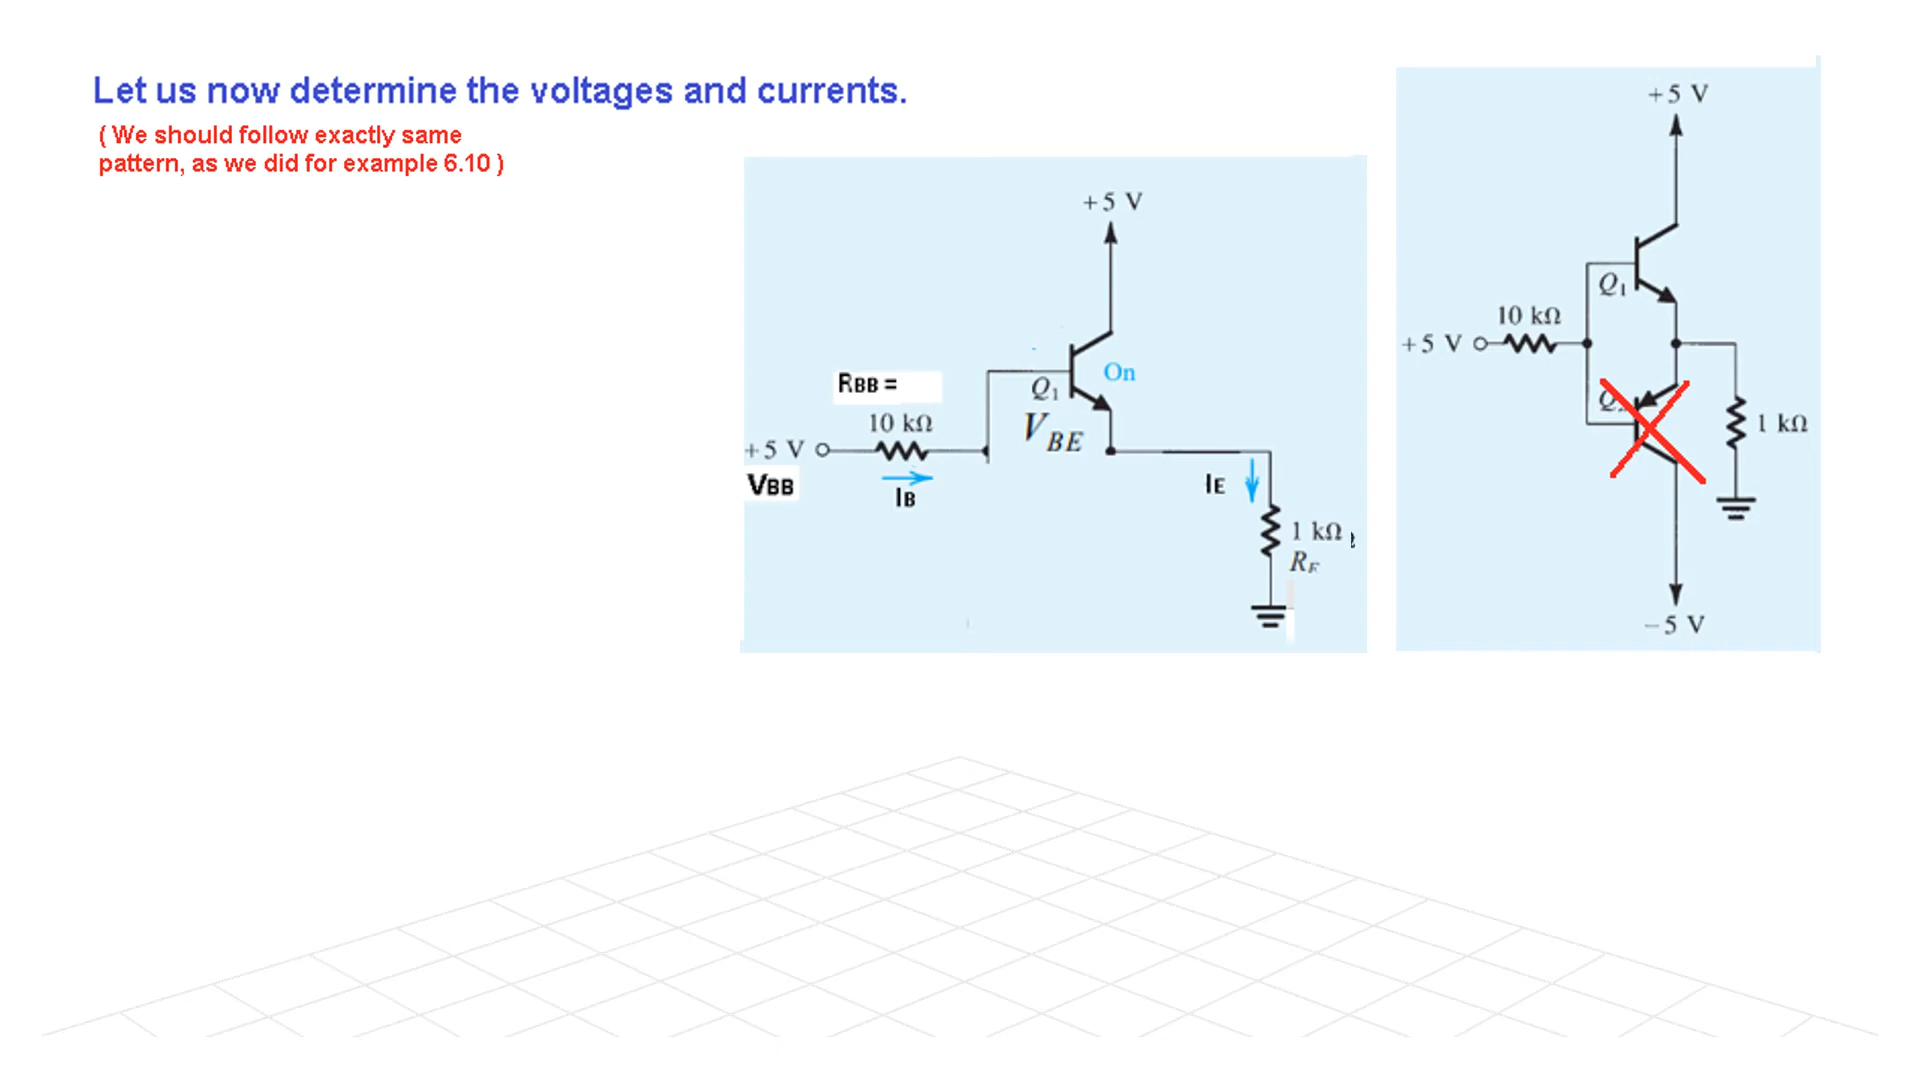 Let us now determine the voltages and currents.
( We should follow exactly same
pattern, as we did for example 6.10 )
+5 V
On
RBB =
Q1
10 kΩ
VBE
+5 V
VBB
IB
IE
1 kΩ
RE
+5 V
Q1
10 kΩ
+5 V
Q
1 kΩ
−5 V